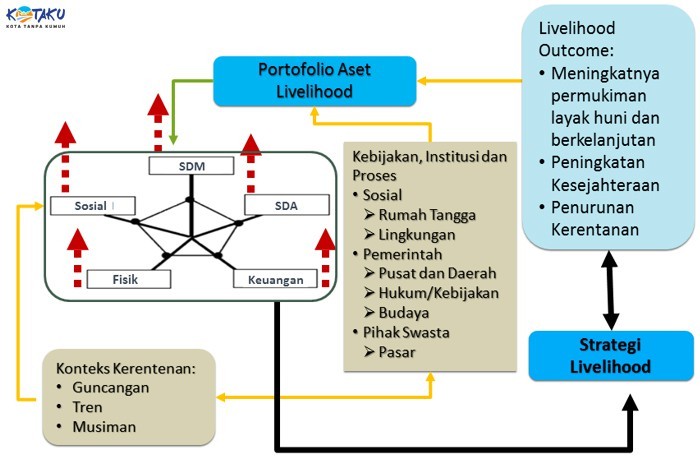 KOTAKU
KOTA TANPA KUMUH
Portofolio Aset
Livelihood
Livelihood
Outcome:
• Meningkatnya
permukiman
layak huni dan
berkelanjutan
• Peningkatan
Kesejahteraan
• Penurunan
Kerentanan
SDM
Sosial
SDA
Fisik
Keuangan
Kebijakan, Institusi dan
Proses
• Sosial
➢ Rumah Tangga
➢ Lingkungan
• Pemerintah
➢ Pusat dan Daerah
➢ Hukum/Kebijakan
➢ Budaya
• Pihak Swasta
➢ Pasar
Strategi
Livelihood
Konteks Kerentenan:
• Guncangan
• Tren
• Musiman